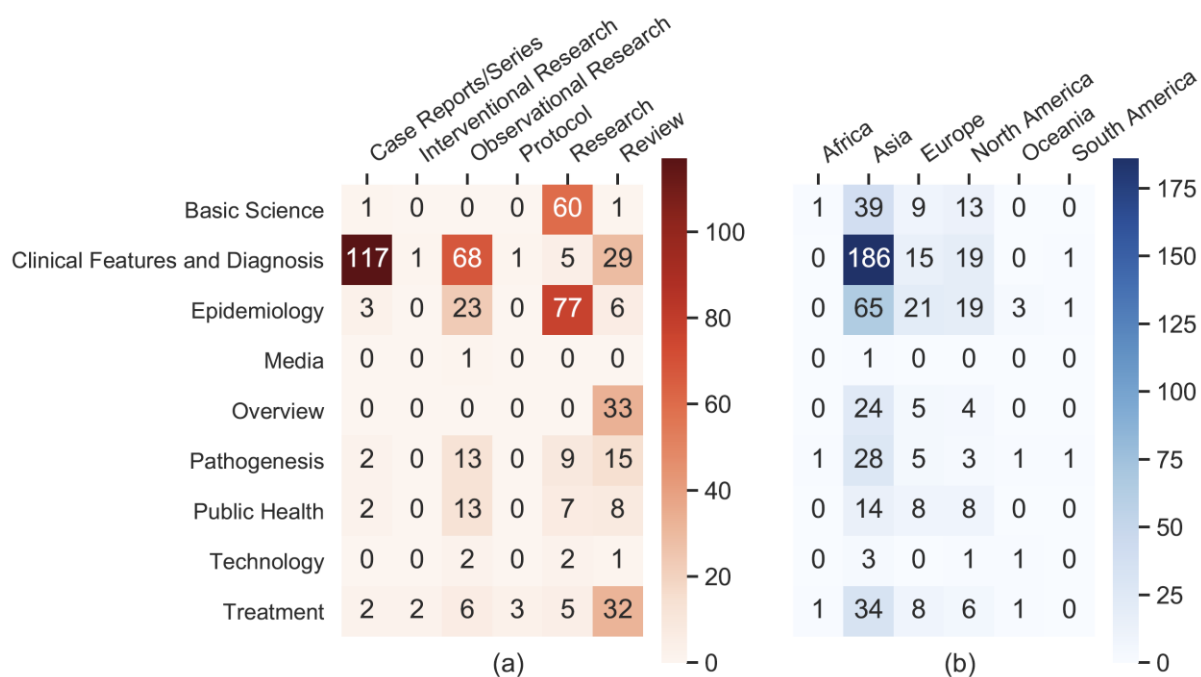 Case Reports/Series
Interventional Research
Observational Research
Protocol
Research
Review
Africa
Asia
Europe
North America
Oceania
South America
Basic Science 1 0 0 0 60 1 1 39 9 13 0 0
Clinical Features and Diagnosis 117 1 68 1 5 29 0 186 15 19 0 1
Epidemiology 3 0 23 0 77 6 0 65 21 19 3 1
Media 0 0 1 0 0 0 0 1 0 0 0 0
Overview 0 0 0 0 0 33 0 24 5 4 0 0
Pathogenesis 2 0 13 0 9 15 1 28 5 3 1 1
Public Health 2 0 13 0 7 8 0 14 8 8 0 0
Technology 0 0 2 0 2 1 0 3 0 1 1 0
Treatment 2 2 6 3 5 32 1 34 8 6 1 0
100
80
60
40
20
0
175
150
125
100
75
50
25
0
(a)
(b)